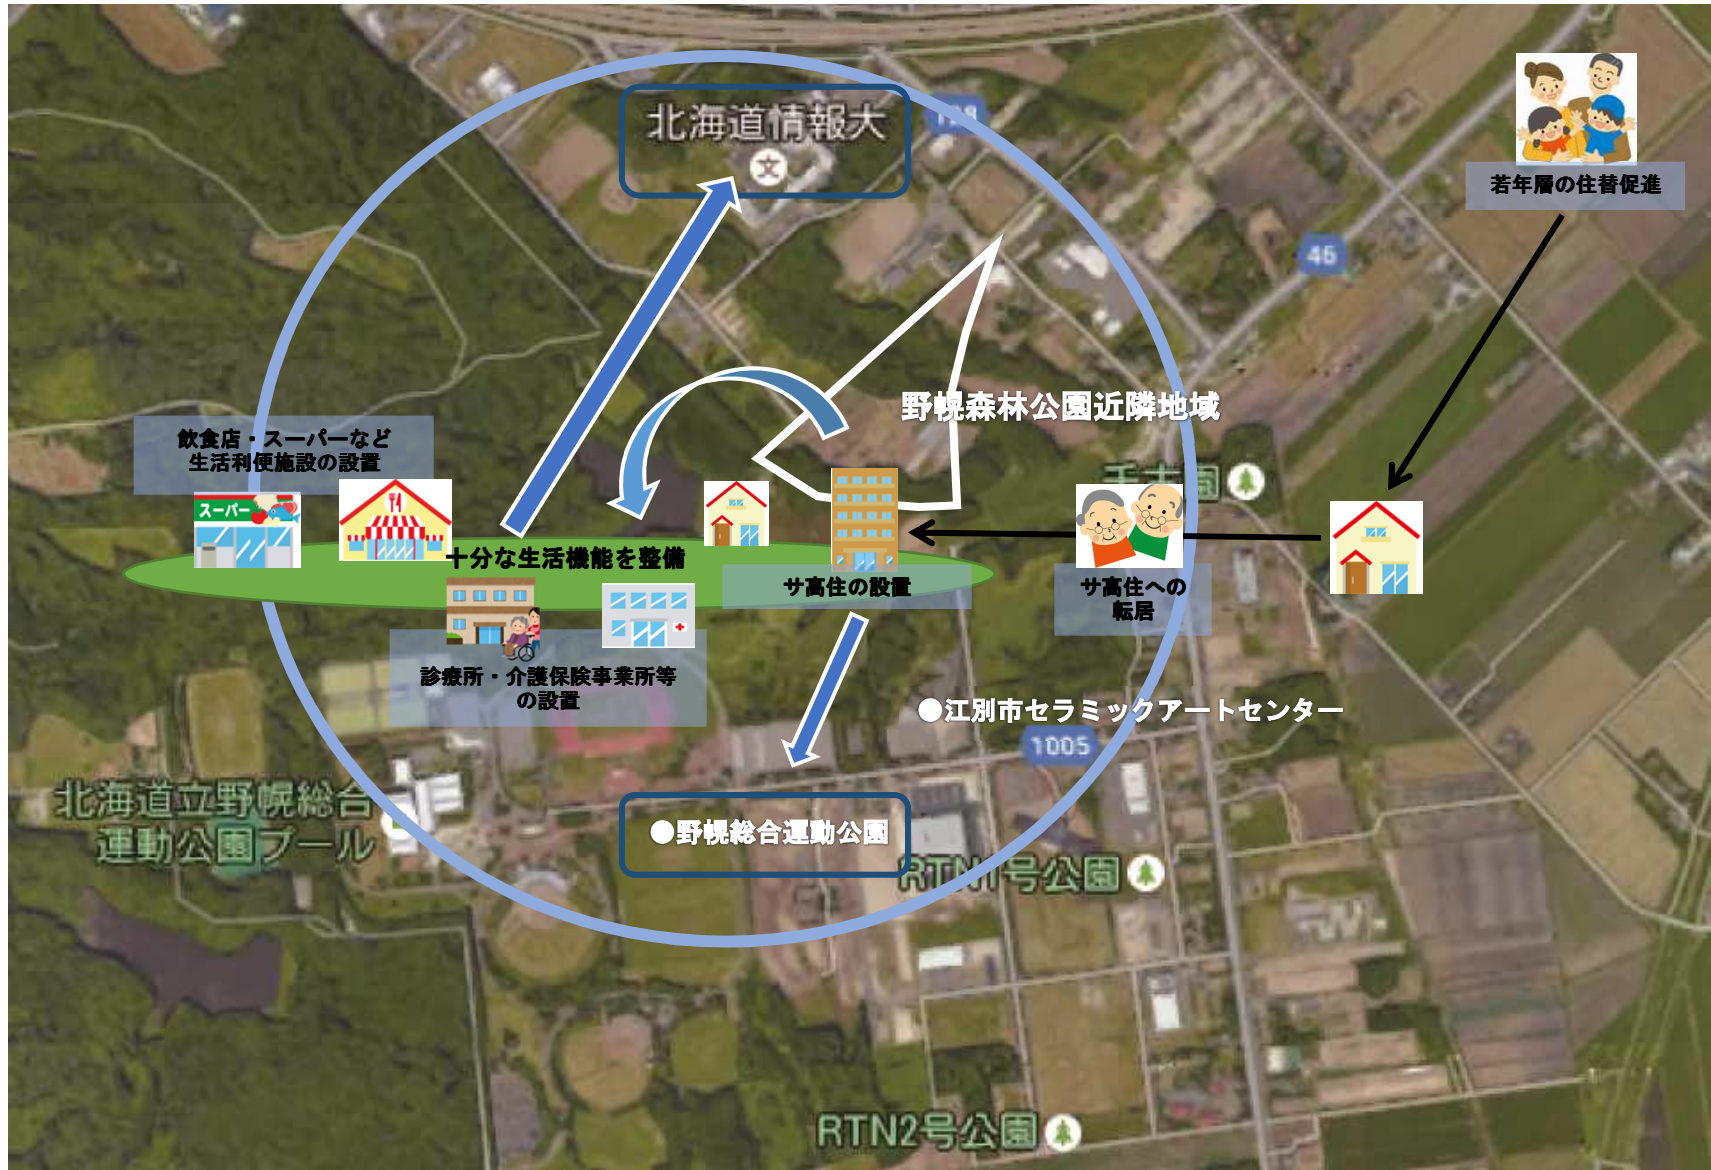 北海道情報大
文
128
若年層の住替促進
46
野幌森林公園近隣地域
飲食店・スーパーなど
生活利便施設の設置
スーパー
十分な生活機能を整備
サ高住の設置
サ高住への
転居
診療所・介護保険事業所等
の設置
●江別市セラミックアートセンター
1005
北海道立野幌総合
運動公園プール
●野幌総合運動公園
RTN1号公園
RTN2号公園